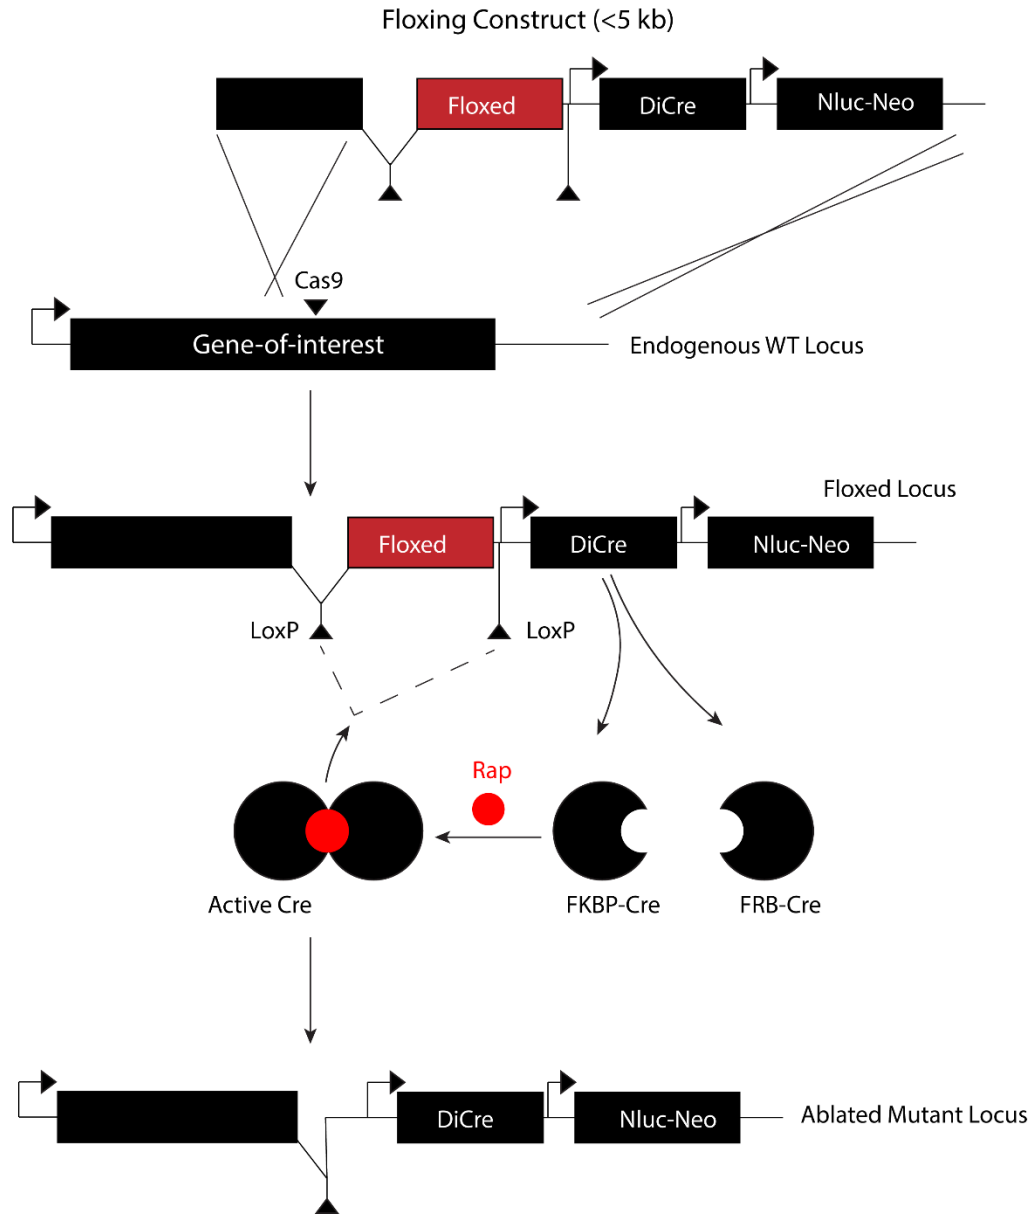 Floxing Construct (<5 kb)
Floxed
DiCre
Nluc-Neo
Cas9
Gene-of-interest
Endogenous WT Locus
Floxed Locus
Floxed
DiCre
Nluc-Neo
LoxP
LoxP
Rap
Active Cre
FKBP-Cre
FRB-Cre
DiCre
Nluc-Neo
Ablated Mutant Locus